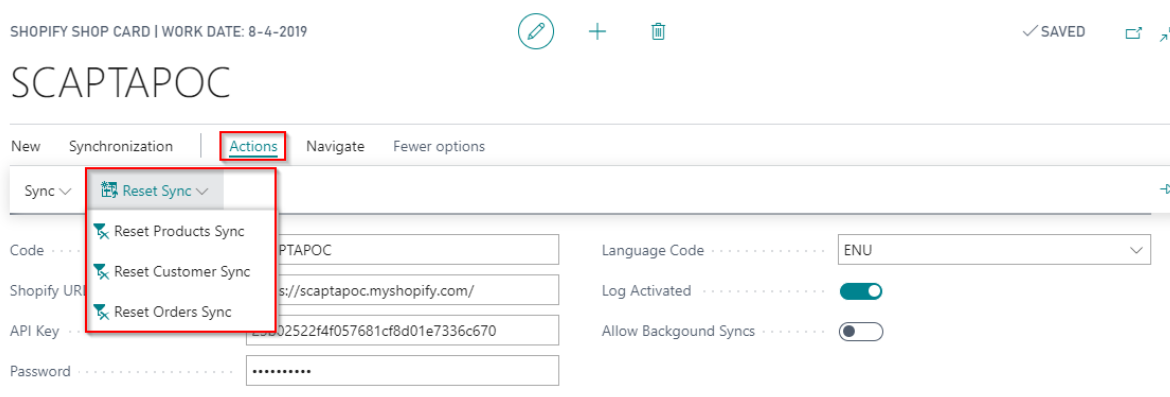 SHOPIFY SHOP CARD | WORK DATE: 8-4-2019
SAVED
SCAPTAPOC
New Synchronization Actions Navigate Fewer options
Sync Reset Sync
Reset Products Sync
Reset Customer Sync
Reset Orders Sync
Code PTAPOC
Language Code ENU
Shopify UR s://scaptapoc.myshopify.com/
Log Activated
API Key 02522f4f057681cf8d01e7336c670
Allow Backgound Syncs
Password ••••••••••